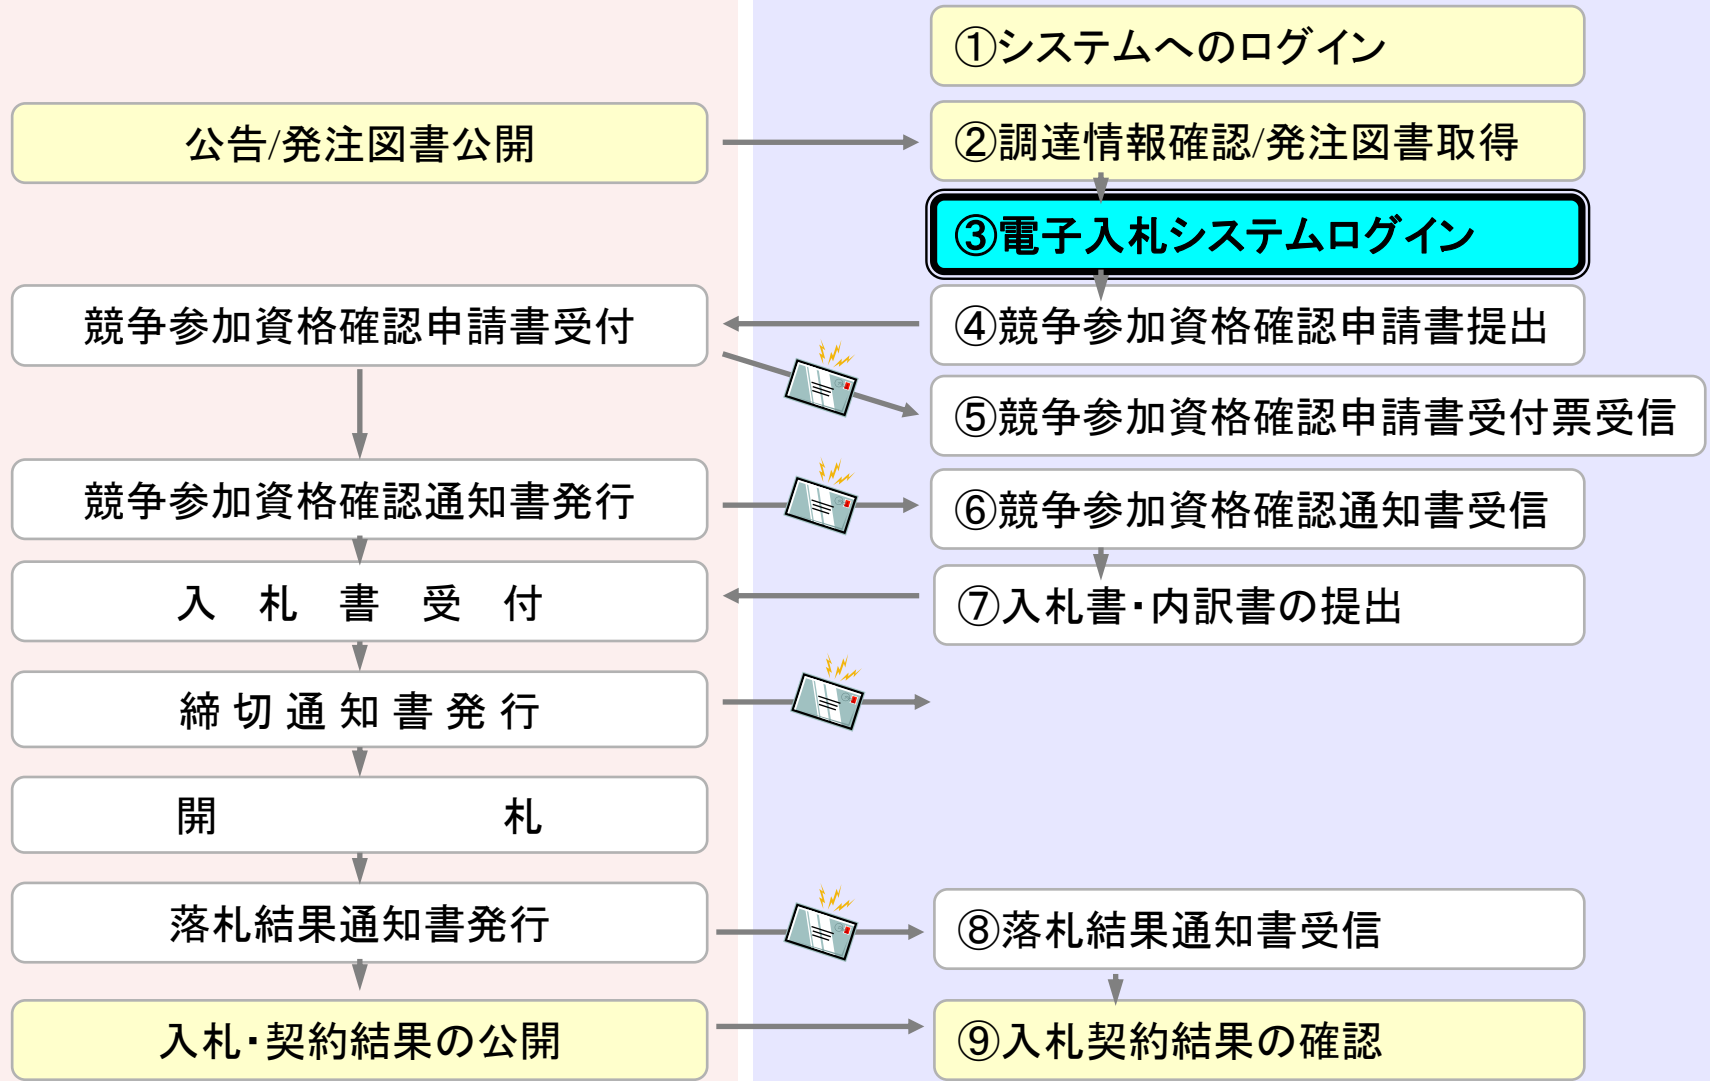 ①システムへのログイン
公告/発注図書公開
②調達情報確認/発注図書取得
③電子入札システムログイン
競争参加資格確認申請書受付
④競争参加資格確認申請書提出
⑤競争参加資格確認申請書受付票受信
競争参加資格確認通知書発行
⑥競争参加資格確認通知書受信
入　札　書　受　付
⑦入札書・内訳書の提出
締 切 通 知 書 発 行
開　　　　　　　札
落札結果通知書発行
⑧落札結果通知書受信
入札・契約結果の公開
⑨入札契約結果の確認